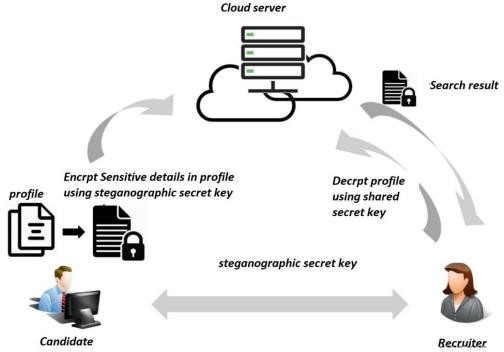 Cloud server
Search result
Encrpt Sensitive details in profile
using steganographic secret key
profile
Decrpt profile
using shared
secret key
steganographic secret key
Candidate
Recruiter